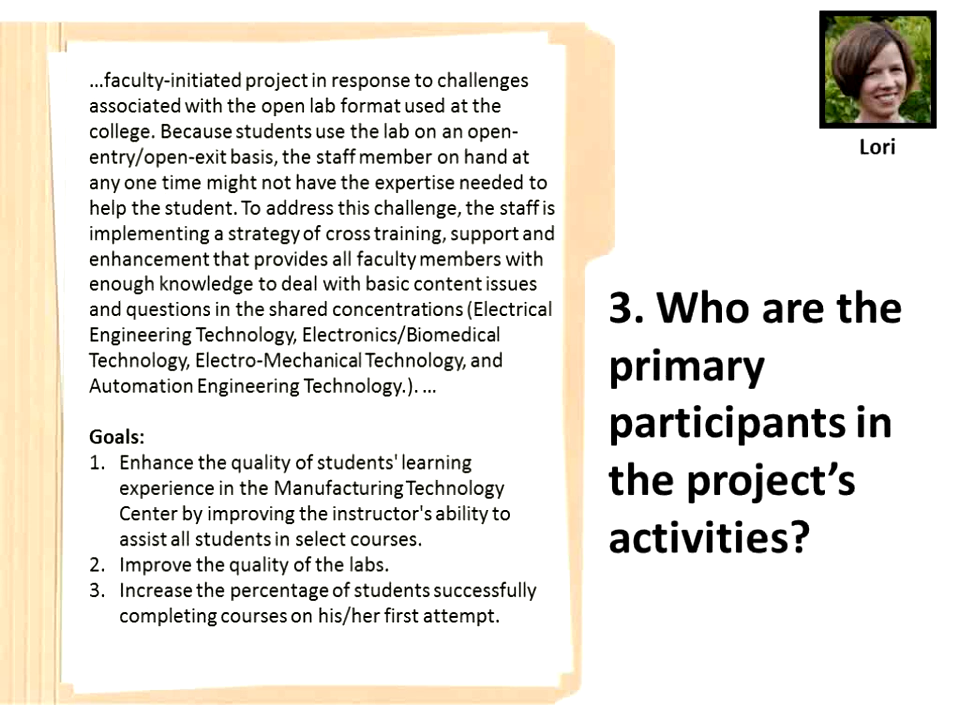 ...faculty-initiated project in response to challenges
associated with the open lab format used at the
college. Because students use the lab on an open-
entry/open-exit basis, the staff member on hand at
any one time might not have the expertise needed to
help the student. To address this challenge, the staff is
implementing a strategy of cross training, support and
enhancement that provides all faculty members with
enough knowledge to deal with basic content issues
and questions in the shared concentrations (Electrical
Engineering Technology, Electronics/Biomedical
Technology, Electro-Mechanical Technology, and
Automation Engineering Technology.). ...
Goals:
1. Enhance the quality of students' learning
experience in the Manufacturing Technology
Center by improving the instructor's ability to
assist all students in select courses.
2. Improve the quality of the labs.
3. Increase the percentage of students successfully
completing courses on his/her first attempt.
Lori
3. Who are the
primary
participants in
the project’s
activities?